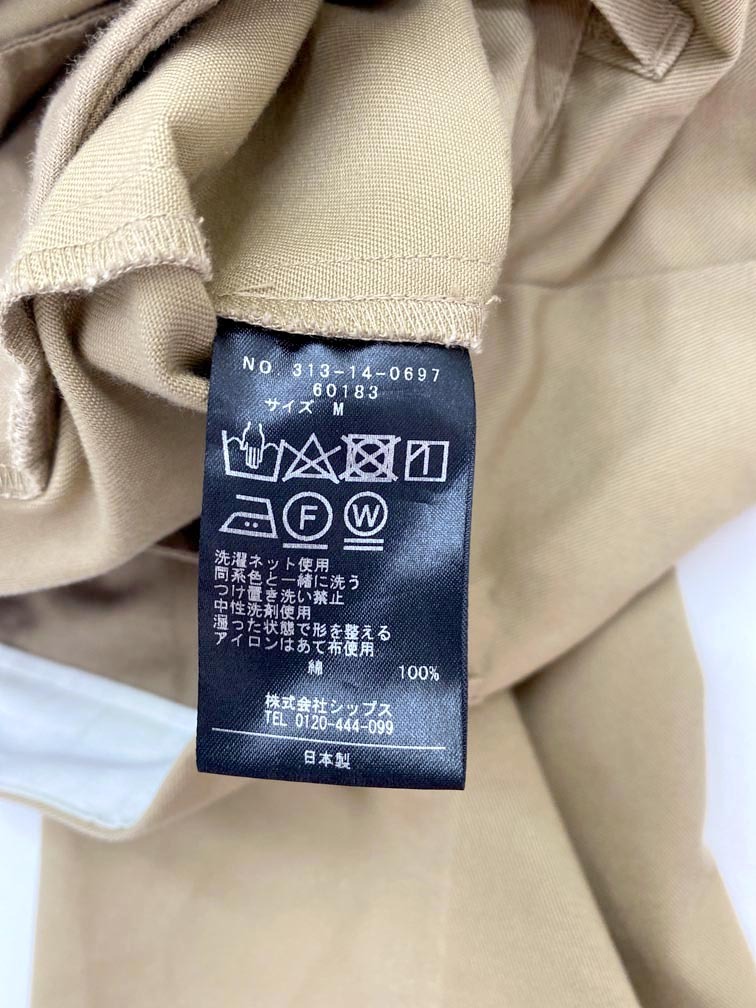 NO. 313-14-0697
60183
サイズ M
F W
洗濯ネット使用
同系色と一緒に洗う
つけ置き洗い禁止
中性洗剤使用
湿った状態で形を整える
アイロンはあて布使用
綿 100%
株式会社シップス
TEL 0120-444-099
日本製